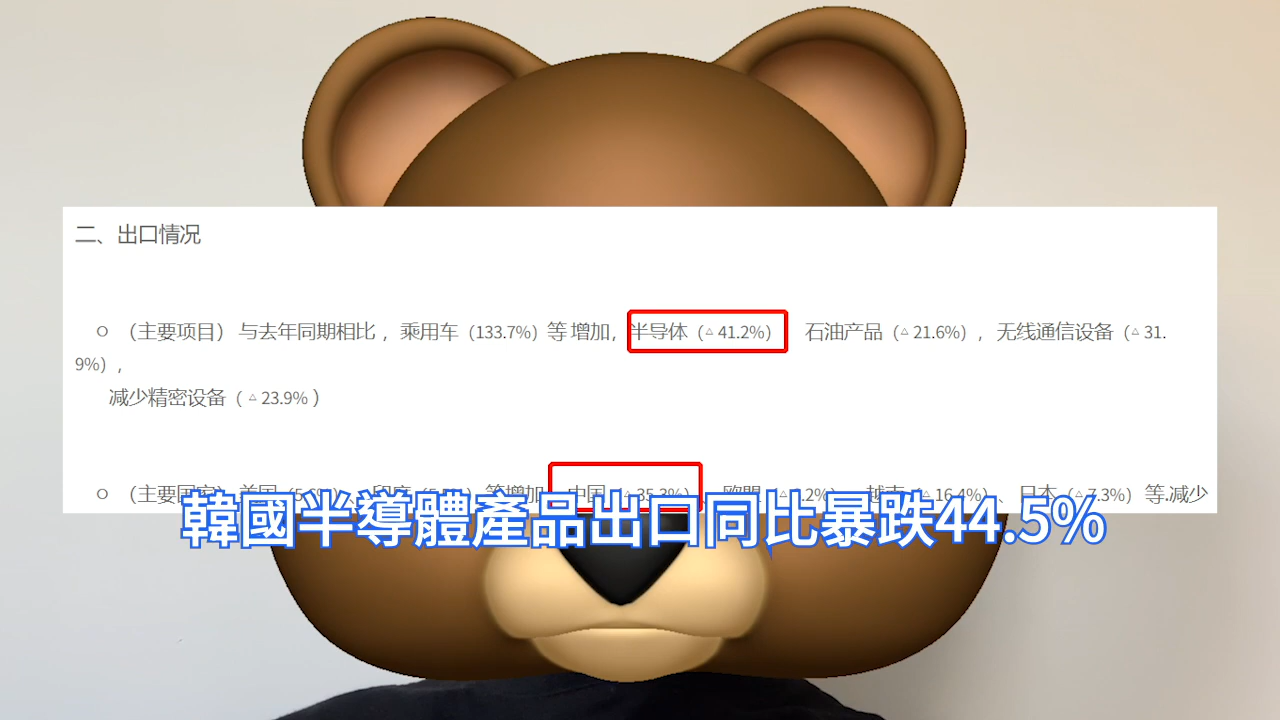 二、出口情况
○ （主要项目）与去年同期相比，乘用车（133.7%）等 增加，半导体（△ 41.2%） 石油产品（△ 21.6%），无线通信设备（△ 31.
9%），
减少精密设备（△ 23.9% ）
○ （主要 等增加 中国 35.3%） 16.4%）、日本（△ 7.3%）等.减少
韓國半導體產品出口同比暴跌44.5%